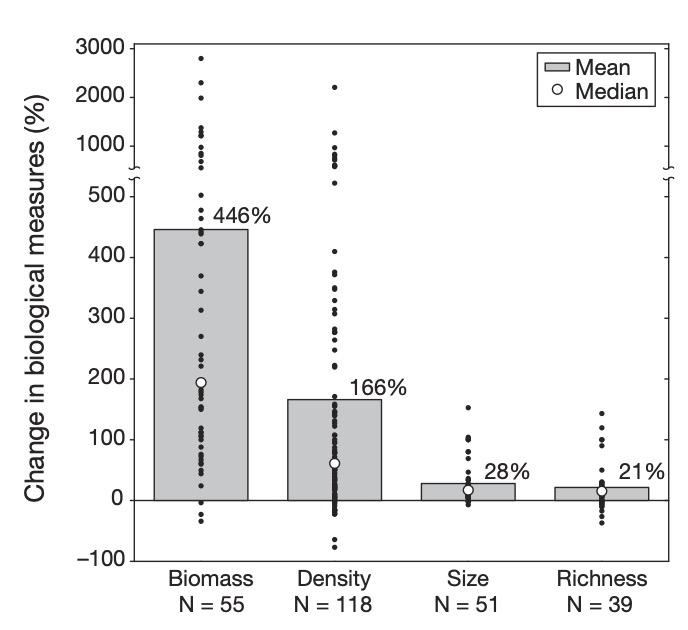 3000
2000
1000
500
400
300
200
100
0
−100
Change in biological measures (%)
Mean
Median
446%
166%
28%
21%
Biomass Density Size Richness
N = 55 N = 118 N = 51 N = 39